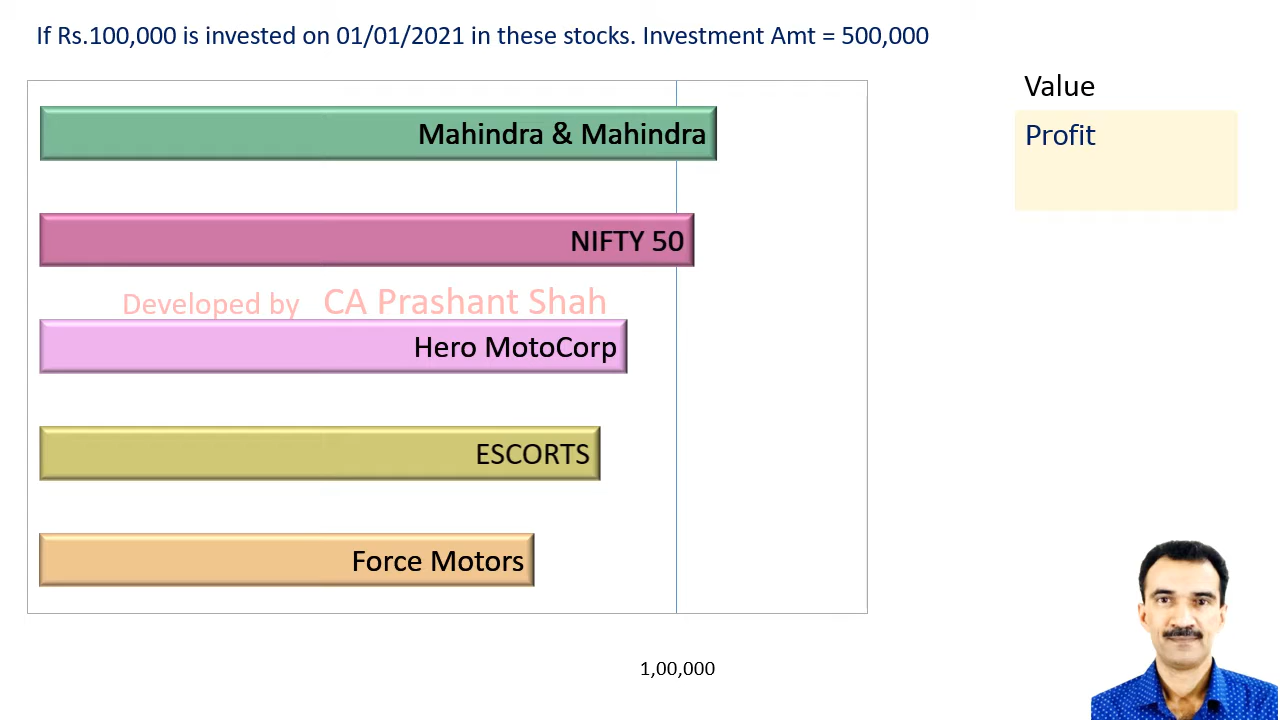 If Rs.100,000 is invested on 01/01/2021 in these stocks. Investment Amt = 500,000
Value
Profit
Mahindra & Mahindra
NIFTY 50
Developed by CA Prashant Shah
Hero MotoCorp
ESCORTS
Force Motors
1,00,000